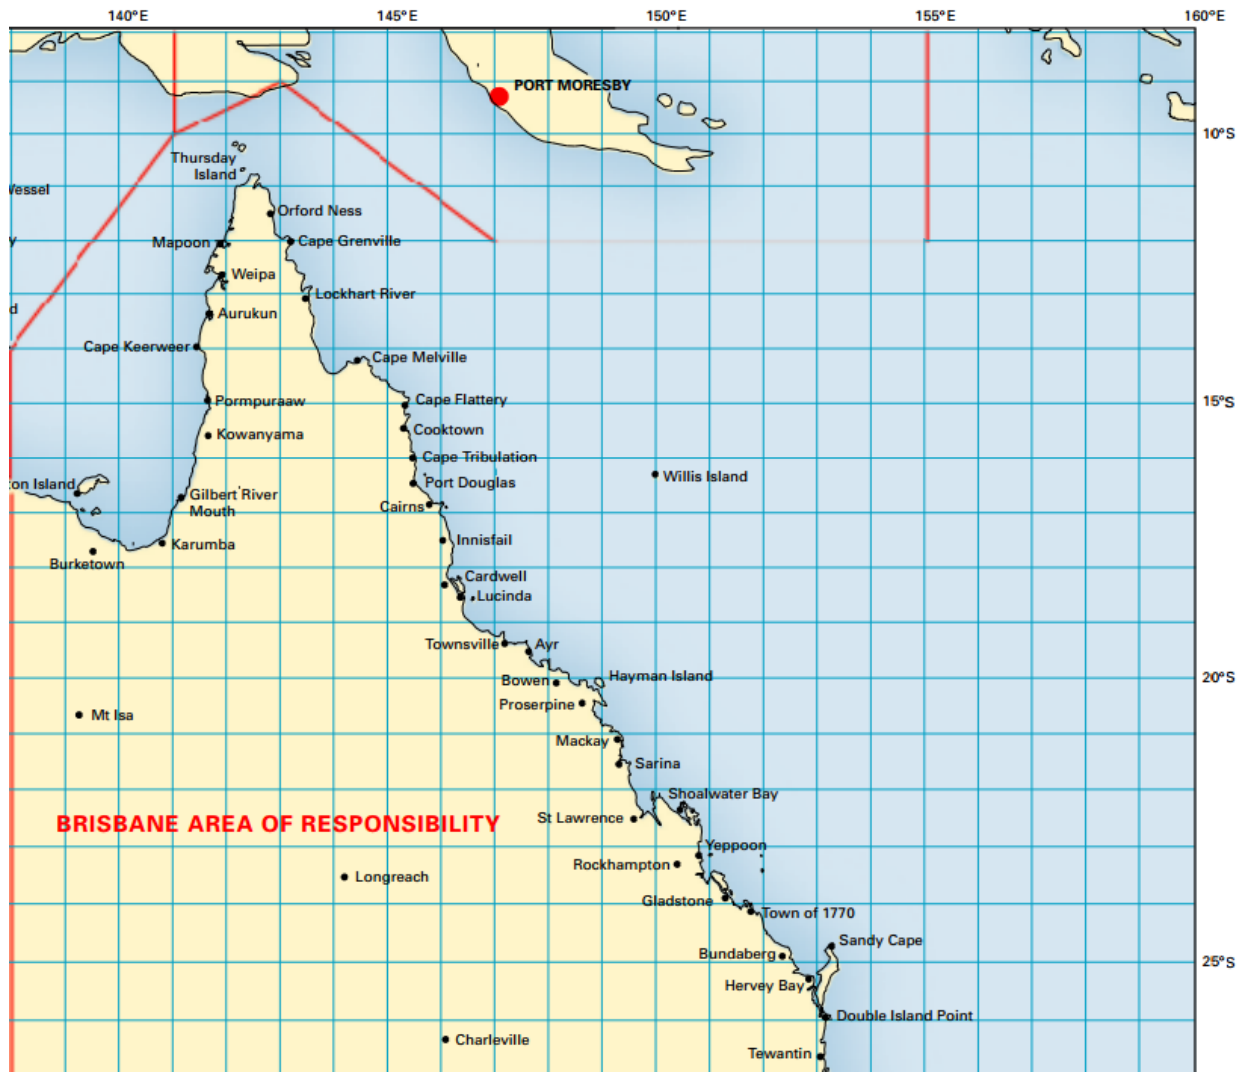 140°E
145°E
150°E
155°E
160°E
PORT MORESBY
10°S
Thursday
Island
Vessel
Orford Ness
Mapoon
Cape Grenville
y
Weipa
Lockhart River
d
Aurukun
Cape Keerweer
Cape Melville
Pormpuraaw
Cape Flattery
15°S
Kowanyama
Cooktown
Cape Tribulation
Willis Island
ton Island
Port Douglas
Gilbert River
Mouth
Cairns
Karumba
Innisfail
Burketown
Cardwell
Lucinda
Townsville
Ayr
Bowen
Hayman Island
20°S
Proserpine
Mt Isa
Mackay
Sarina
Shoalwater Bay
BRISBANE AREA OF RESPONSIBILITY
St Lawrence
Yeppoon
Rockhampton
Longreach
Gladstone
Town of 1770
Sandy Cape
Bundaberg
25°S
Hervey Bay
Double Island Point
Charleville
Tewantin